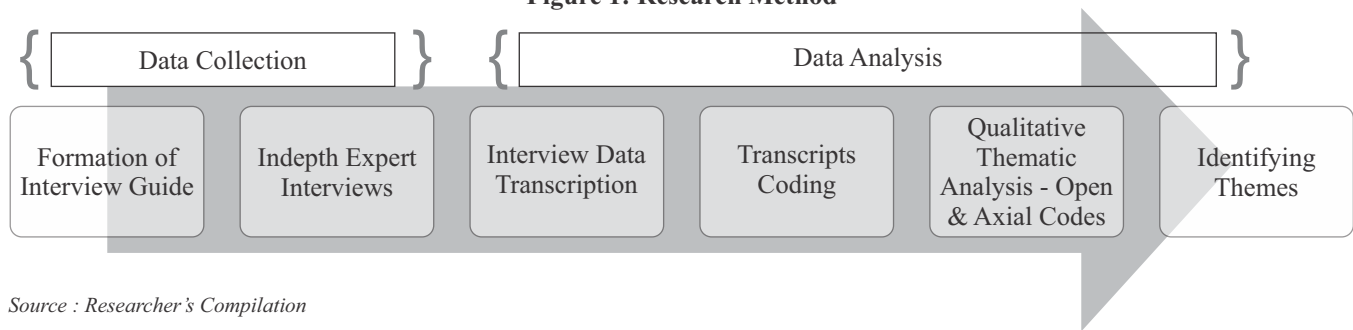 Figure 1: Research Method
{ Data Collection }
{ Data Analysis }
Formation of
Interview Guide
Indepth Expert
Interviews
Interview Data
Transcription
Transcripts
Coding
Qualitative
Thematic
Analysis - Open
& Axial Codes
Identifying
Themes
Source : Researcher's Compilation